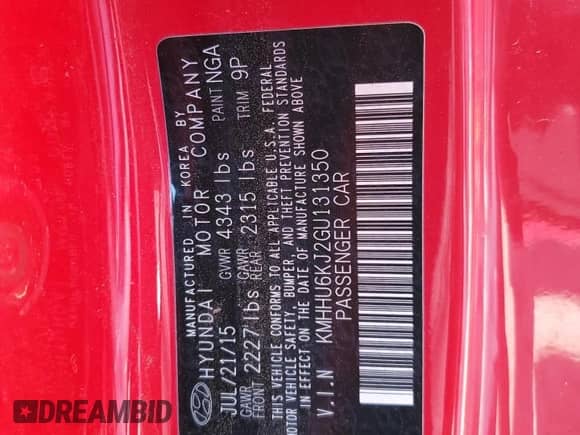 MANUFACTURED IN KOREA BY
HYUNDAI MOTOR COMPANY
JUL/21/15 GVWR 4343 lbs PAINT NGA
GAWR FRONT 2227 lbs GAWR REAR 2315 lbs TRIM 9P
THIS VEHICLE CONFORMS TO ALL APPLICABLE U.S.A. FEDERAL
MOTOR VEHICLE SAFETY, BUMPER, AND THEFT PREVENTION STANDARDS
IN EFFECT ON THE DATE OF MANUFACTURE SHOWN ABOVE
V.I.N KMHHU6KJ2GU131350
PASSENGER CAR
DREAMBID